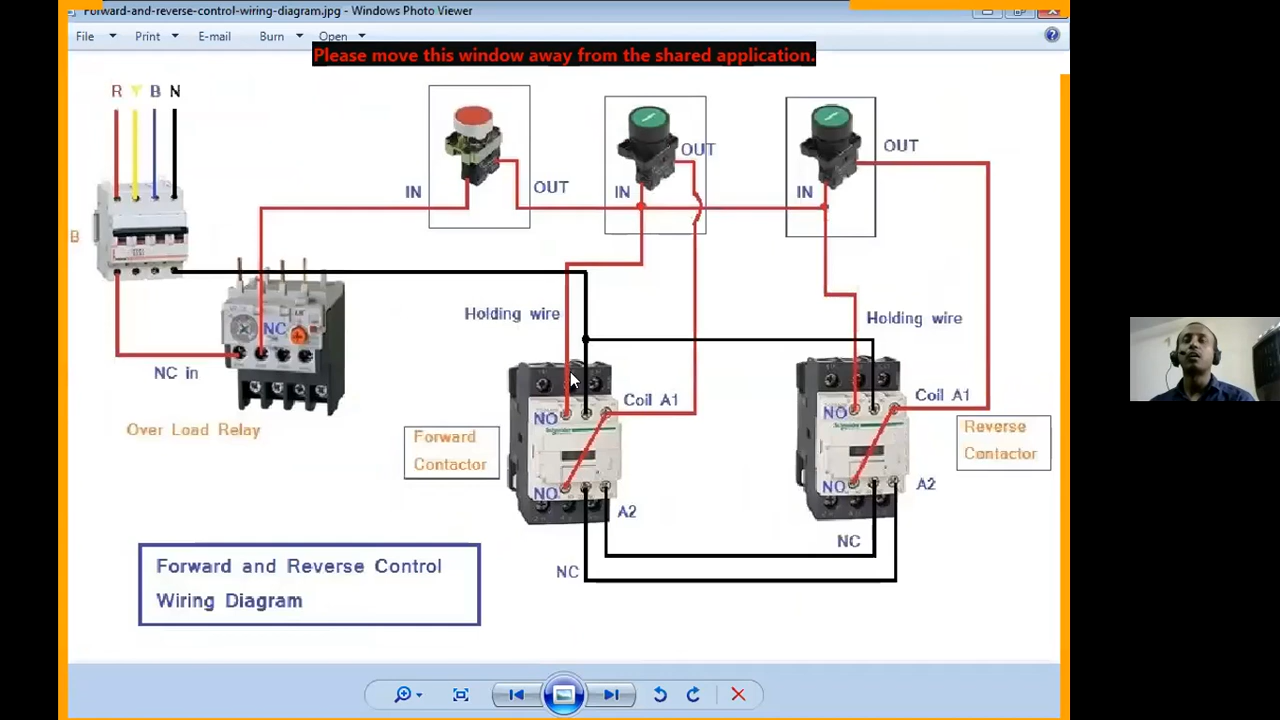 Forward-and-reverse-control-wiring-diagram.jpg - Windows Photo Viewer
File Print E-mail Burn Open
Please move this window away from the shared application.
R Y B N
OUT
OUT
IN
OUT
IN
IN
B
NC
Holding wire
Holding wire
NC in
Coil A1
Coil A1
NO
NO
Over Load Relay
Forward
Contactor
Reverse
Contactor
NO
NO
A2
A2
NC
NC
Forward and Reverse Control
Wiring Diagram